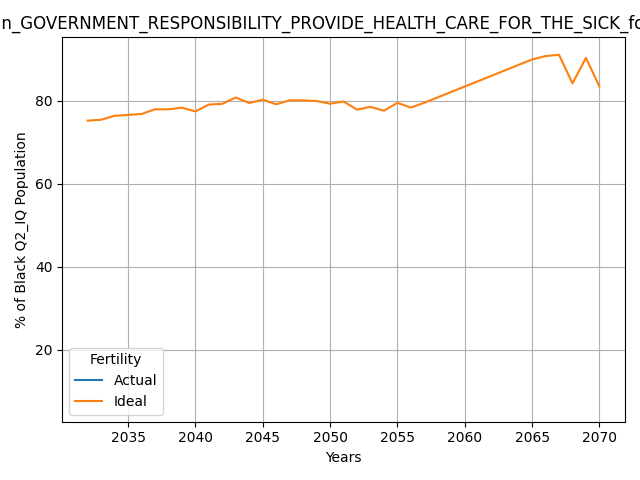 n_GOVERNMENT_RESPONSIBILITY_PROVIDE_HEALTH_CARE_FOR_THE_SICK_fo
80
60
40
20
% of Black Q2_IQ Population
Fertility
Actual
Ideal
2035 2040 2045 2050 2055 2060 2065 2070
Years